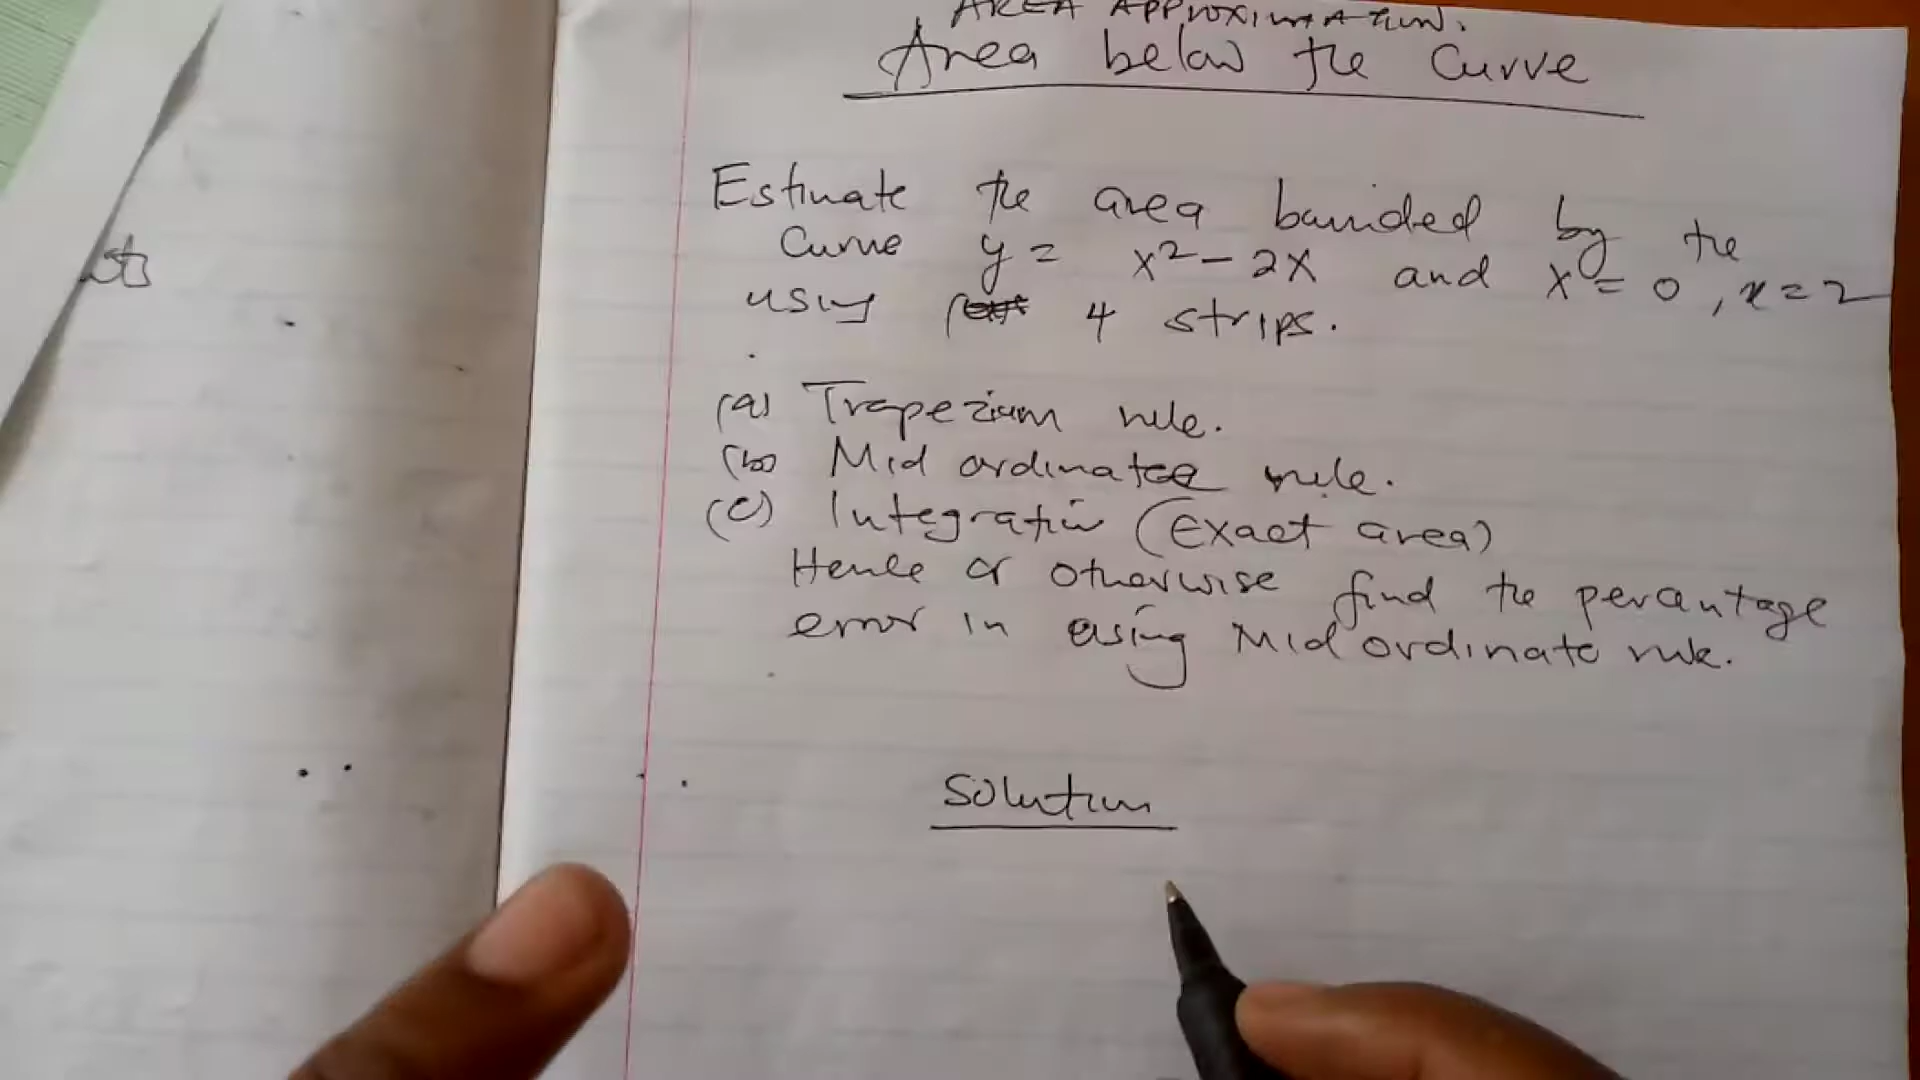 AREA APPROXIMATION.
Area below the Curve
Estimate the area bounded by the
Curve y = x² - 2x and x = 0, x = 2
using 4 strips.
(a) Trapezium rule.
(b) Mid ordinate rule.
(c) Integration (Exact area)
Hence or otherwise find the percentage
error in using Mid ordinate rule.
Solution